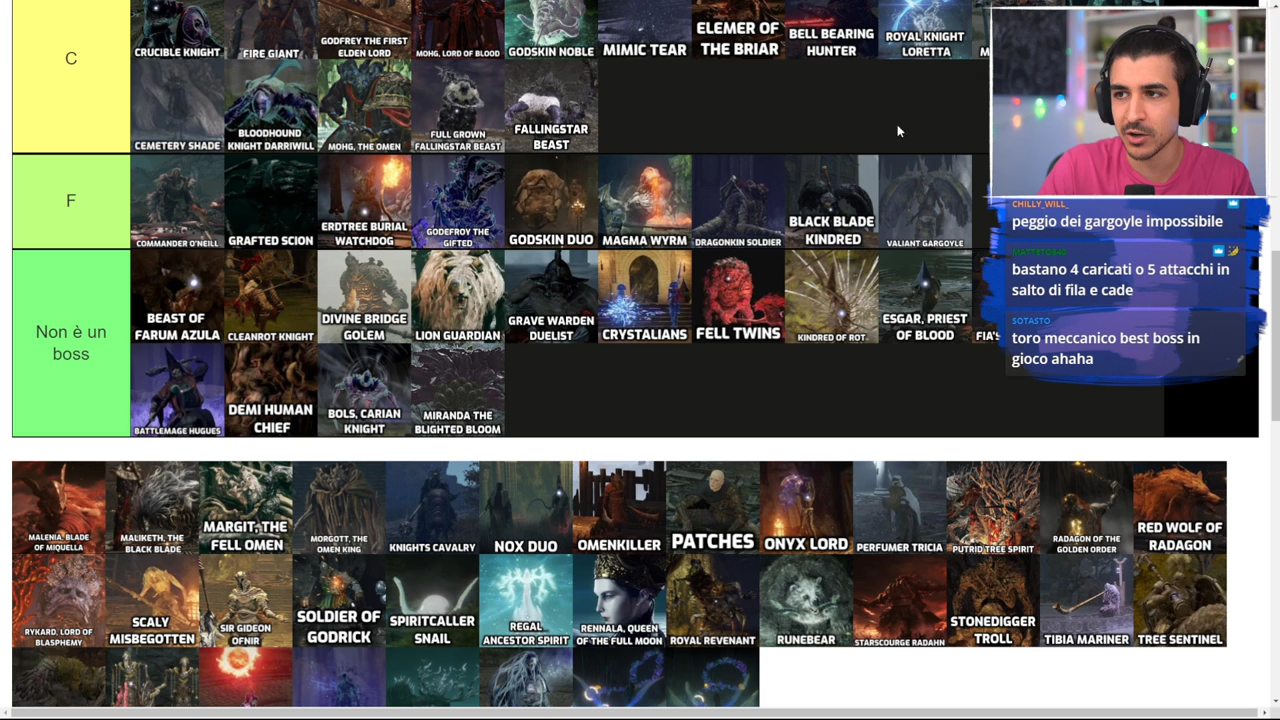 C
CRUCIBLE KNIGHT
FIRE GIANT
GODFREY THE FIRST
ELDEN LORD
MOHG, LORD OF BLOOD
GODSKIN NOBLE
MIMIC TEAR
ELEMER OF
THE BRIAR
BELL BEARING
HUNTER
ROYAL KNIGHT
LORETTA
CEMETERY SHADE
BLOODHOUND
KNIGHT DARRIWILL
MOHG, THE OMEN
FULL GROWN
FALLINGSTAR BEAST
FALLINGSTAR
BEAST
F
COMMANDER O'NEILL
GRAFTED SCION
ERDTREE BURIAL
WATCHDOG
GODEFROY THE
GIFTED
GODSKIN DUO
MAGMA WYRM
DRAGONKIN SOLDIER
BLACK BLADE
KINDRED
VALIANT GARGOYLE
Non è un
boss
BEAST OF
FARUM AZULA
CLEANROT KNIGHT
DIVINE BRIDGE
GOLEM
LION GUARDIAN
GRAVE WARDEN
DUELIST
CRYSTALIANS
FELL TWINS
KINDRED OF ROT
ESGAR, PRIEST
OF BLOOD
FIA'S
BATTLEMAGE HUGUES
DEMI HUMAN
CHIEF
BOLS, CARIAN
KNIGHT
MIRANDA THE
BLIGHTED BLOOM
CHILLY_WILL_
peggio dei gargoyle impossibile
bastano 4 caricati o 5 attacchi in
salto di fila e cade
SOTASTO
toro meccanico best boss in
gioco ahaha
MALENIA, BLADE
OF MIQUELLA
MALIKETH, THE
BLACK BLADE
MARGIT, THE
FELL OMEN
MORGOTT, THE
OMEN KING
KNIGHTS CAVALRY
NOX DUO
OMENKILLER
PATCHES
ONYX LORD
PERFUMER TRICIA
PUTRID TREE SPIRIT
RADAGON OF THE
GOLDEN ORDER
RED WOLF OF
RADAGON
RYKARD, LORD OF
BLASPHEMY
SCALY
MISBEGOTTEN
SIR GIDEON
OFNIR
SOLDIER OF
GODRICK
SPIRITCALLER
SNAIL
REGAL
ANCESTOR SPIRIT
RENNALA, QUEEN
OF THE FULL MOON
ROYAL REVENANT
RUNEBEAR
STARSCOURGE RADAHN
STONEDIGGER
TROLL
TIBIA MARINER
TREE SENTINEL